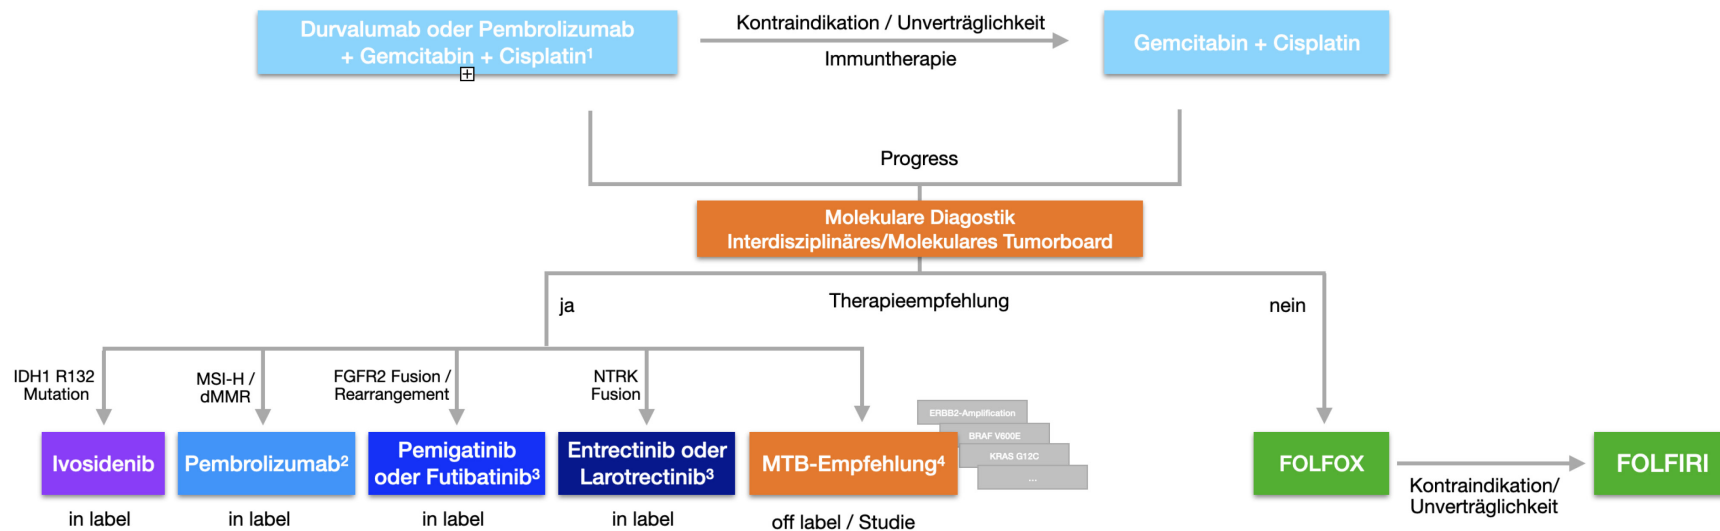 Durvalumab oder Pembrolizumab
+ Gemcitabin + Cisplatin¹
Kontraindikation / Unverträglichkeit
Immuntherapie
Gemcitabin + Cisplatin
Progress
Molekulare Diagostik
Interdisziplinäres/Molekulares Tumorboard
ja
Therapieempfehlung
nein
IDH1 R132
Mutation
MSI-H /
dMMR
FGFR2 Fusion /
Rearrangement
NTRK
Fusion
ERBB2-Amplification
BRAF V600E
KRAS G12C
...
Ivosidenib
Pembrolizumab²
Pemigatinib
oder Futibatinib³
Entrectinib oder
Larotrectinib³
MTB-Empfehlung⁴
FOLFOX
Kontraindikation/
Unverträglichkeit
FOLFIRI
in label
in label
in label
in label
off label / Studie